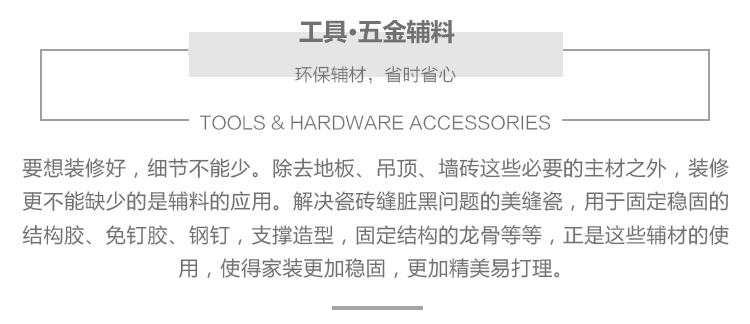 工具·五金辅料
环保辅材，省时省心
TOOLS & HARDWARE ACCESSORIES
要想装修好，细节不能少。除去地板、吊顶、墙砖这些必要的主材之外，装修
更不能缺少的是辅料的应用。解决瓷砖缝脏黑问题的美缝瓷，用于固定稳固的
结构胶、免钉胶、钢钉，支撑造型，固定结构的龙骨等等，正是这些辅材的使
用，使得家装更加稳固，更加精美易打理。